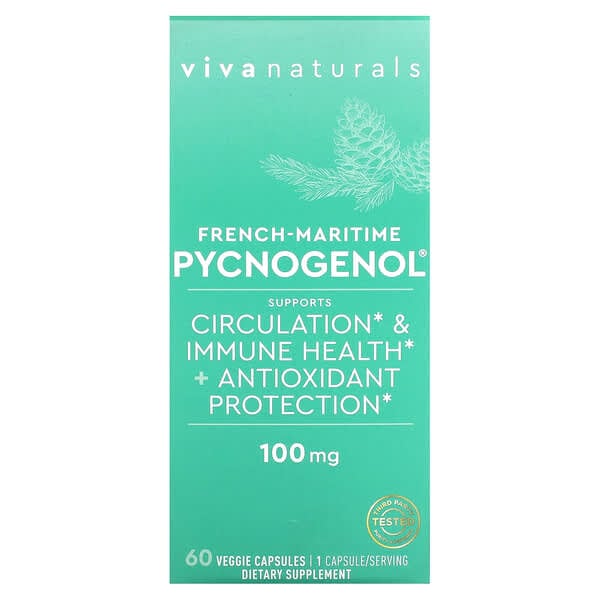 vivanaturals
FRENCH-MARITIME
PYCNOGENOL®
SUPPORTS
CIRCULATION* &
IMMUNE HEALTH*
+ ANTIOXIDANT
PROTECTION*
100 mg
THIRD PARTY
TESTED
60 VEGGIE CAPSULES | 1 CAPSULE/SERVING
DIETARY SUPPLEMENT